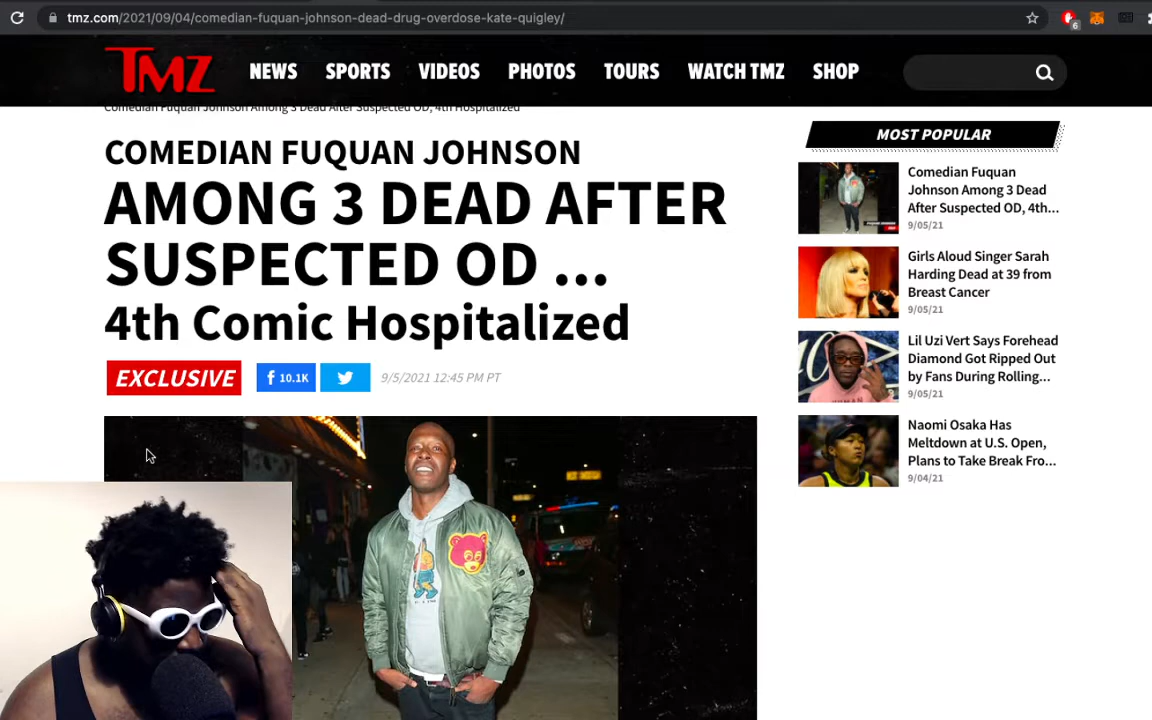 tmz.com/2021/09/04/comedian-fuquan-johnson-dead-drug-overdose-kate-quigley/
6
TMZ NEWS SPORTS VIDEOS PHOTOS TOURS WATCH TMZ SHOP
Comedian Fuquan Johnson Among 3 Dead After Suspected OD, 4th Hospitalized
COMEDIAN FUQUAN JOHNSON
AMONG 3 DEAD AFTER
SUSPECTED OD ...
4th Comic Hospitalized
EXCLUSIVE
f 10.1K
9/5/2021 12:45 PM PT
MOST POPULAR
Comedian Fuquan
Johnson Among 3 Dead
After Suspected OD, 4th...
9/05/21
Girls Aloud Singer Sarah
Harding Dead at 39 from
Breast Cancer
9/05/21
Lil Uzi Vert Says Forehead
Diamond Got Ripped Out
by Fans During Rolling...
9/05/21
Naomi Osaka Has
Meltdown at U.S. Open,
Plans to Take Break Fro...
9/04/21